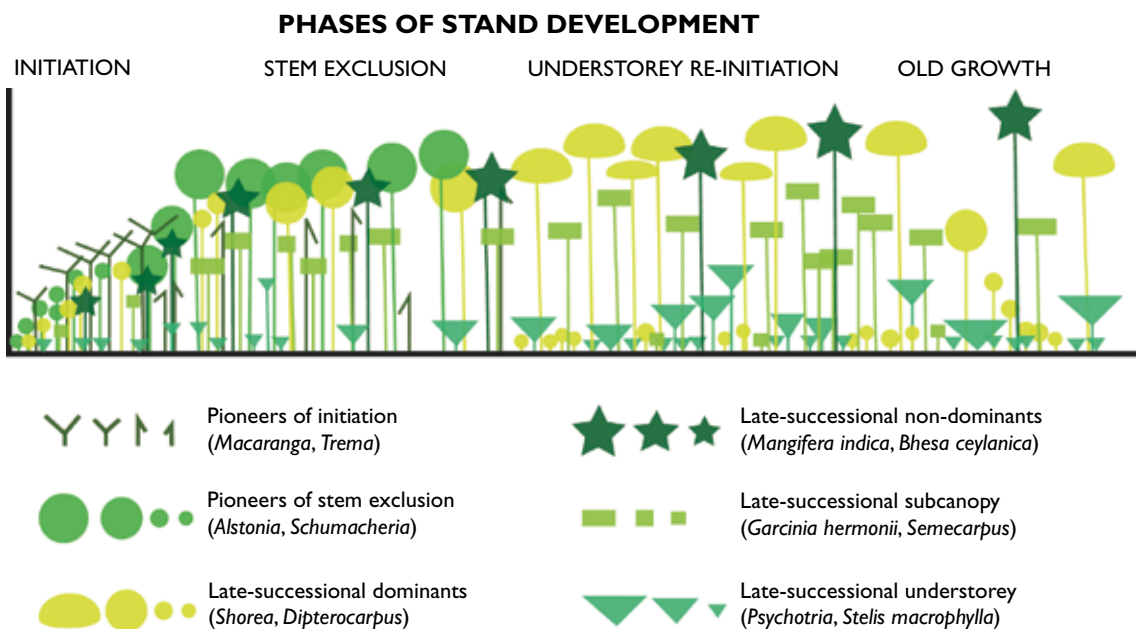 PHASES OF STAND DEVELOPMENT
INITIATION
STEM EXCLUSION
UNDERSTOREY RE-INITIATION
OLD GROWTH
Pioneers of initiation
(Macaranga, Trema)
Pioneers of stem exclusion
(Alstonia, Schumacheria)
Late-successional dominants
(Shorea, Dipterocarpus)
Late-successional non-dominants
(Mangifera indica, Bhesa ceylanica)
Late-successional subcanopy
(Garcinia hermonii, Semecarpus)
Late-successional understorey
(Psychotria, Stelis macrophylla)